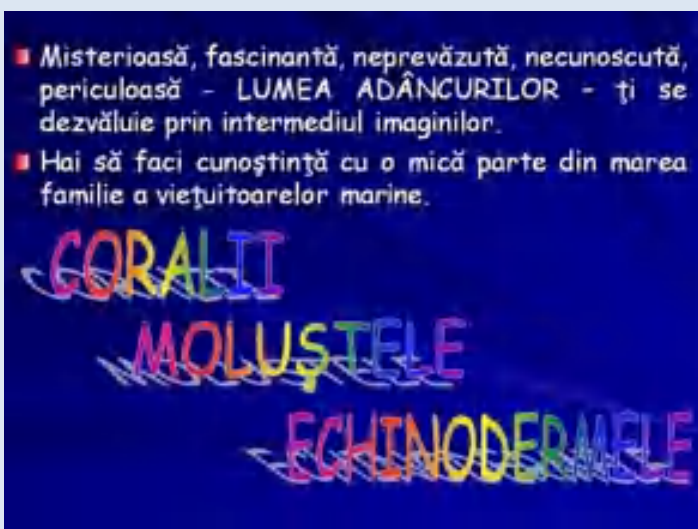 Misterioasă, fascinantă, neprevăzută, necunoscută,
periculoasă - LUMEA ADÂNCURILOR - ţi se
dezvăluie prin intermediul imaginilor.
Hai să faci cunoştinţă cu o mică parte din marea
familie a vieţuitoarelor marine.
CORALII
MOLUŞTELE
ECHINODERMELE